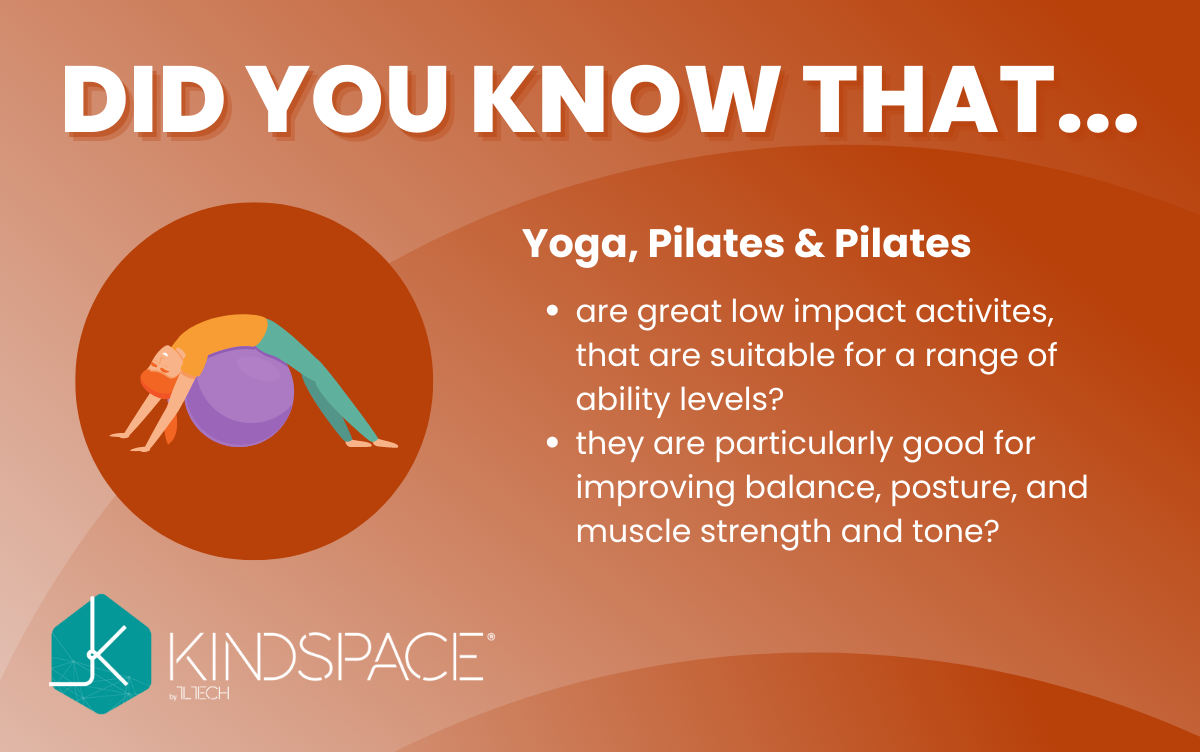 DID YOU KNOW THAT...
Yoga, Pilates & Pilates
• are great low impact activites,
that are suitable for a range of
ability levels?
• they are particularly good for
improving balance, posture, and
muscle strength and tone?
KINDSPACE®
by TLTECH